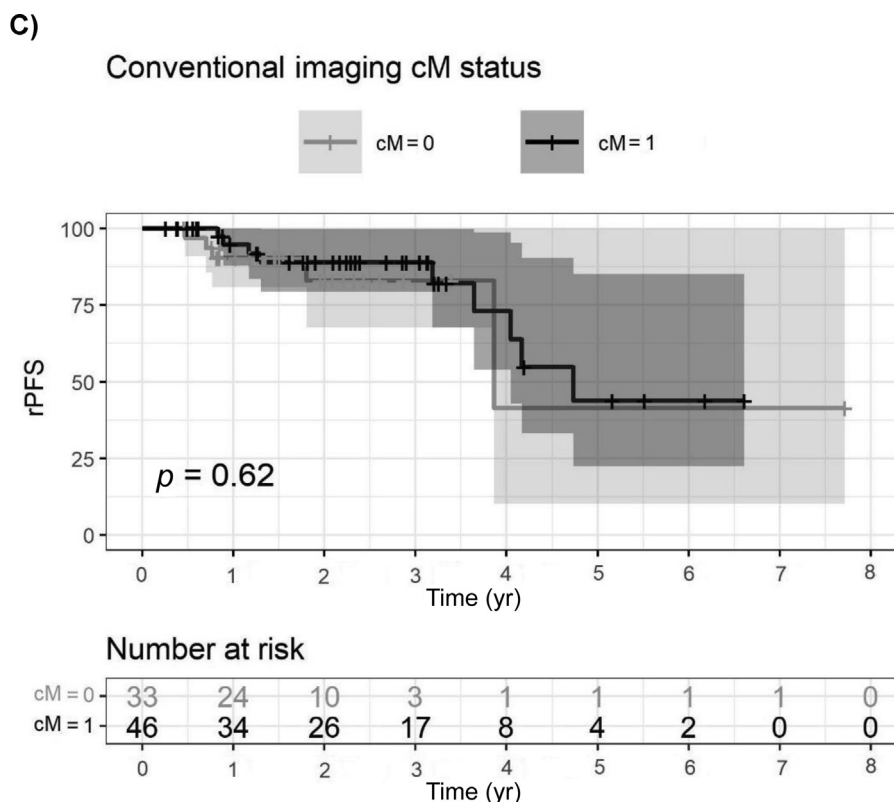 C)
Conventional imaging cM status
cM = 0 cM = 1
100
75
50
25
0
rPFS
p = 0.62
0 1 2 3 4 5 6 7 8
Time (yr)
Number at risk
cM = 0 33 24 10 3 1 1 1 1 0
cM = 1 46 34 26 17 8 4 2 0 0
0 1 2 3 4 5 6 7 8
Time (yr)